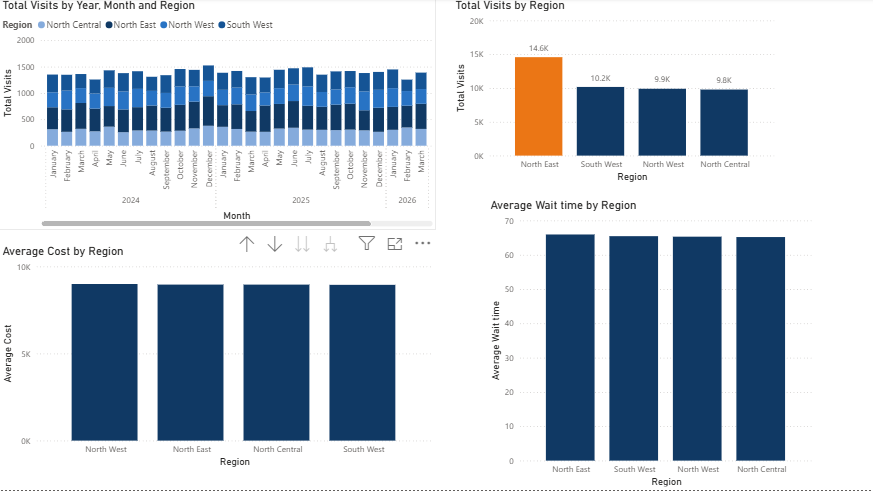 Total Visits by Year, Month and Region
Region North Central North East North West South West
Total Visits
2000
1500
1000
500
0
January February March April May June July August September October November December January February March April May June July August September October November December January February March
2024 2025 2026
Month
Total Visits by Region
Total Visits
20K
15K
10K
5K
0K
14.6K 10.2K 9.9K 9.8K
North East South West North West North Central
Region
Average Cost by Region
Average Cost
10K
5K
0K
North West North East North Central South West
Region
Average Wait time by Region
Average Wait time
70
60
50
40
30
20
10
0
North East South West North West North Central
Region